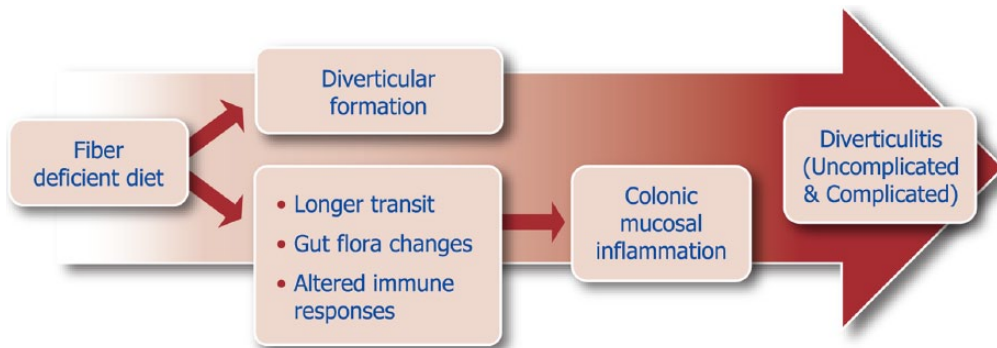 Fiber
deficient diet
Diverticular
formation
• Longer transit
• Gut flora changes
• Altered immune
responses
Colonic
mucosal
inflammation
Diverticulitis
(Uncomplicated
& Complicated)